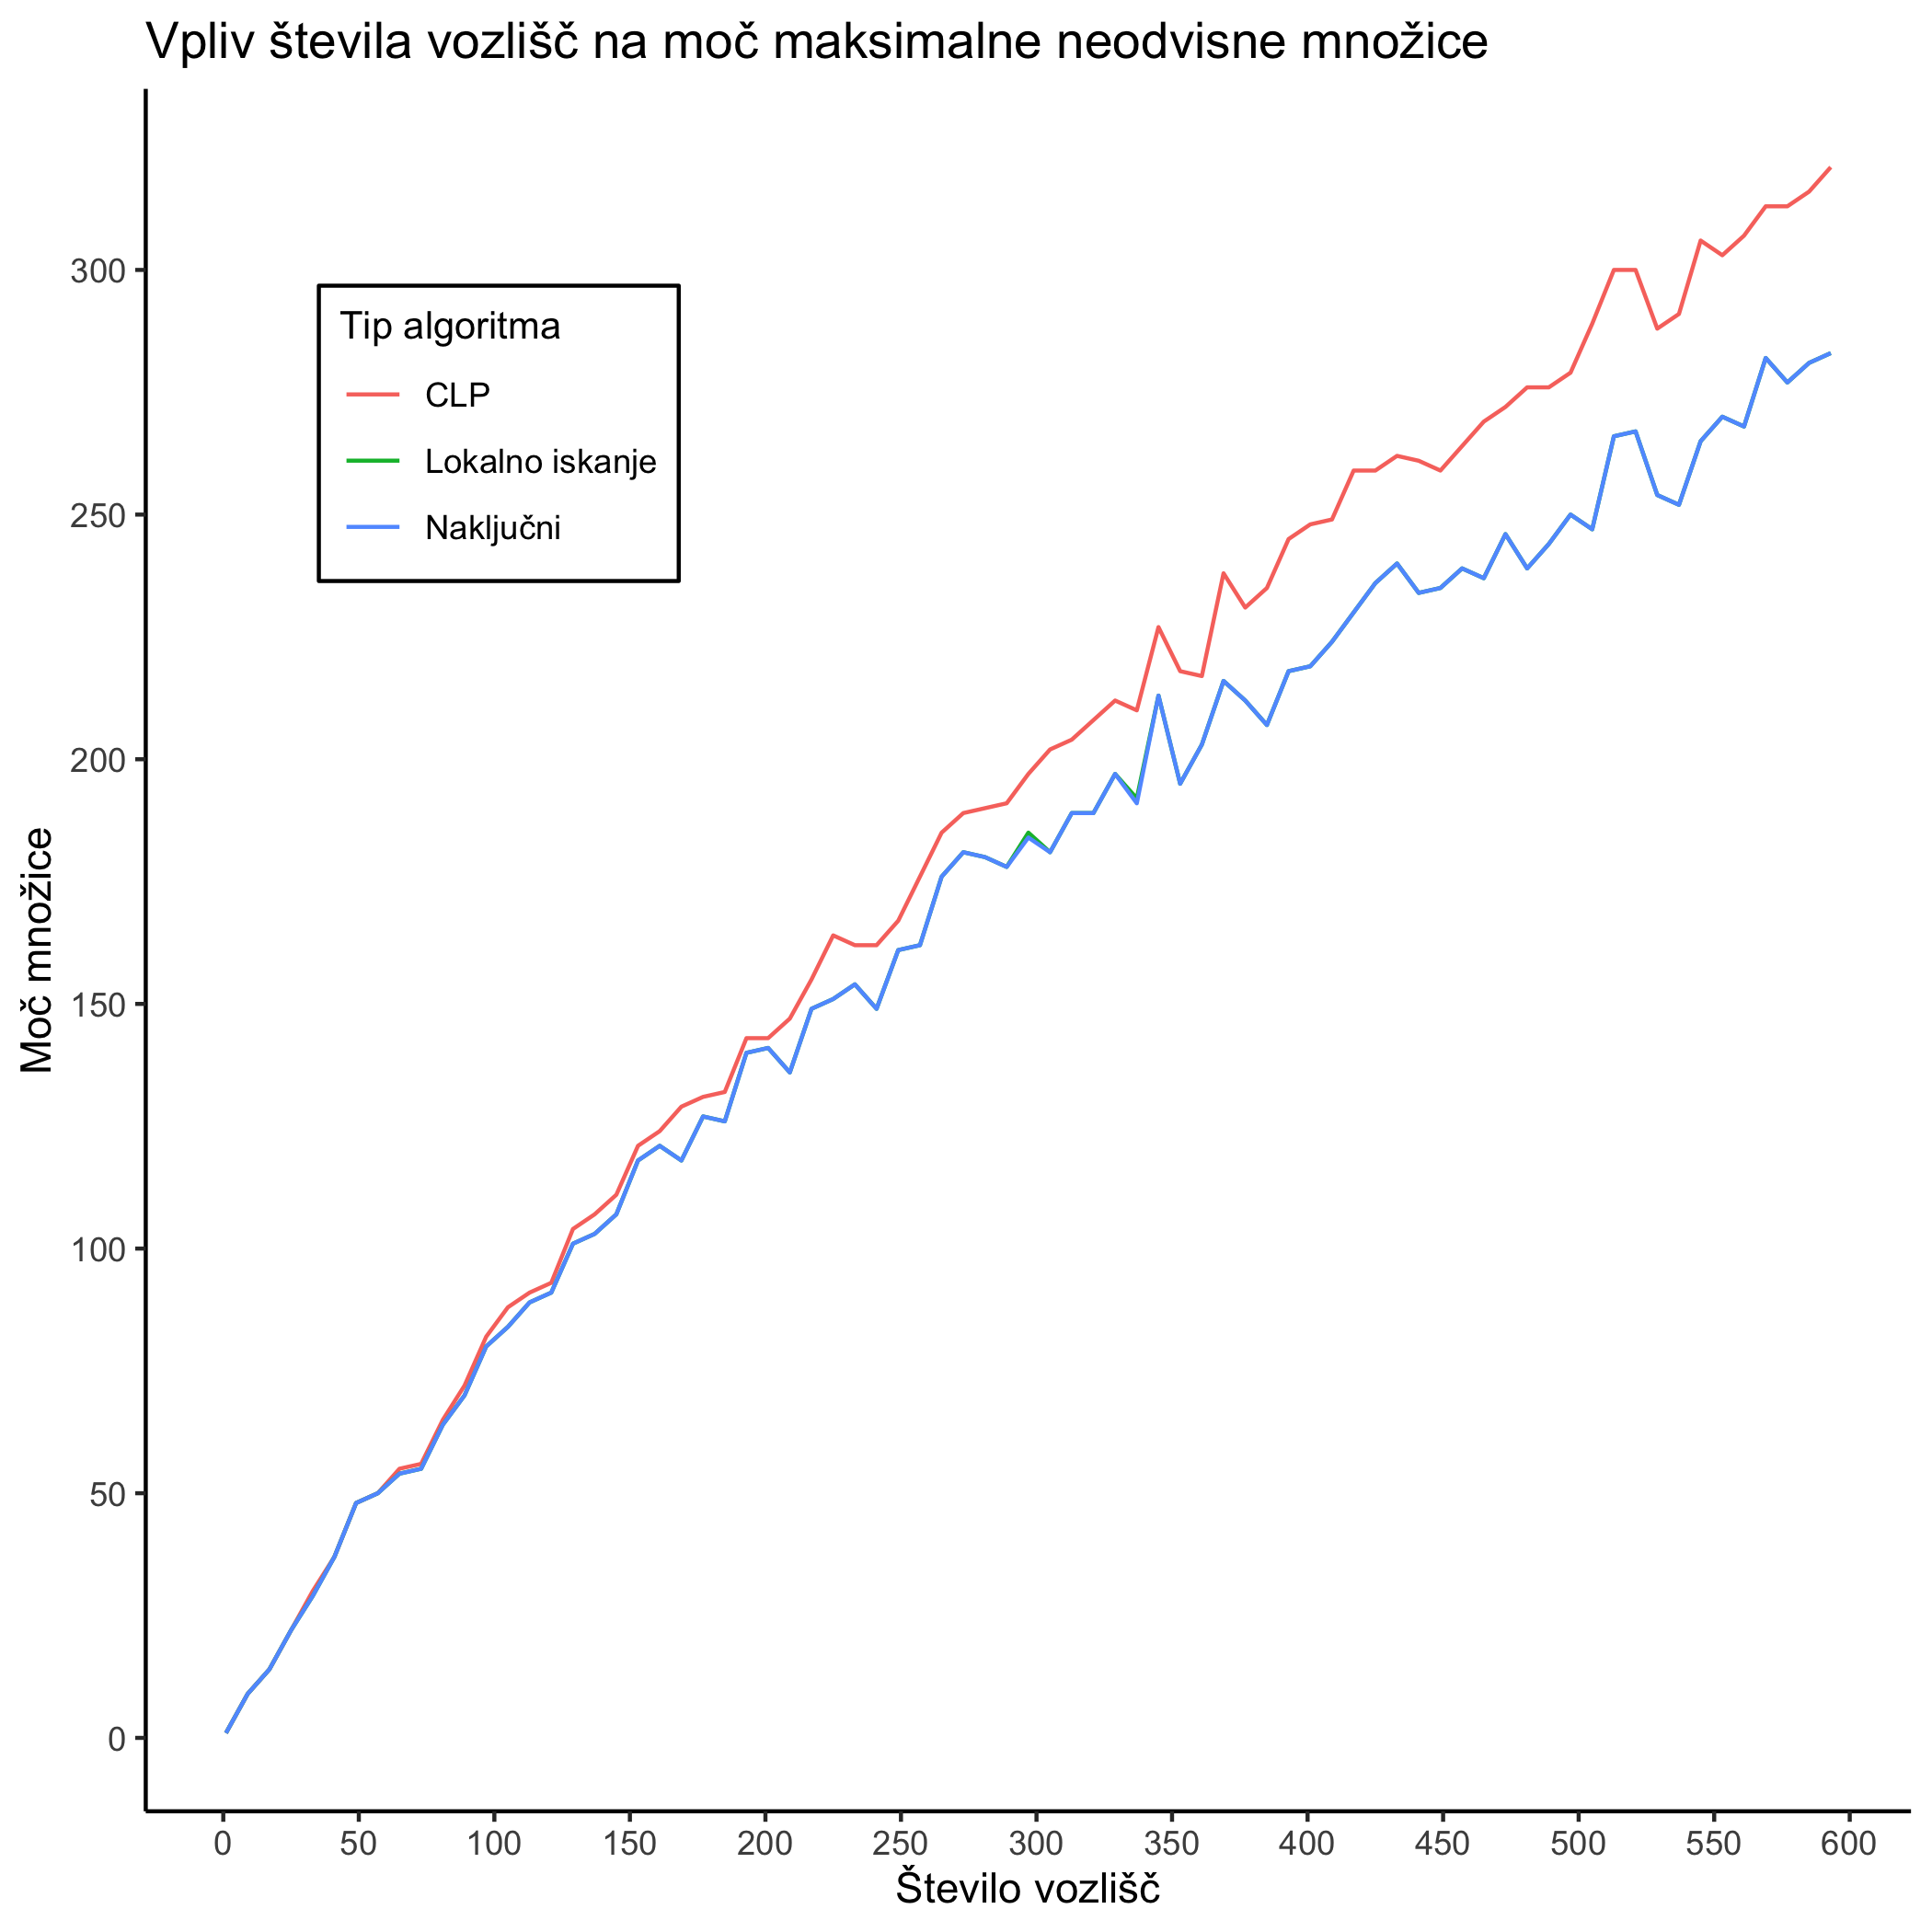 Vpliv števila vozlišč na moč maksimalne neodvisne množice
Moč množice
300
250
200
150
100
50
0
Tip algoritma
CLP
Lokalno iskanje
Naključni
0 50 100 150 200 250 300 350 400 450 500 550 600
Število vozlišč